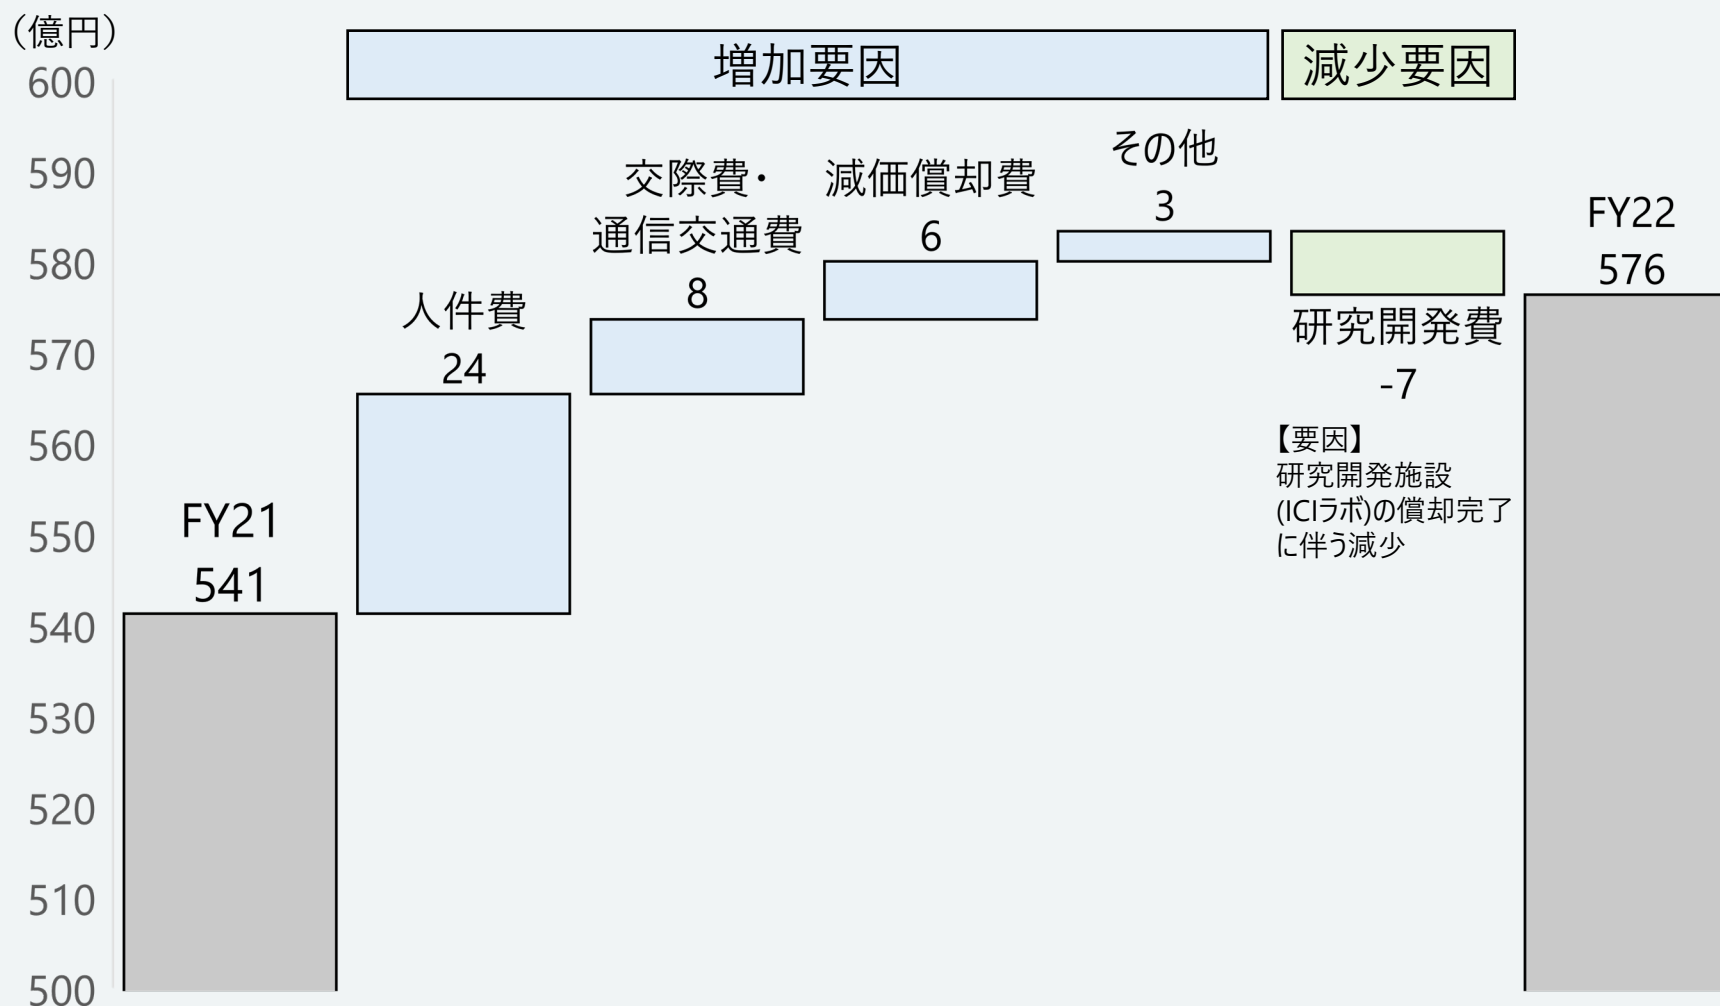 （億円）
600
590
580
570
560
550
540
530
520
510
500
増加要因
減少要因
FY21
541
人件費
24
交際費・
通信交通費
8
減価償却費
6
その他
3
研究開発費
-7
【要因】
研究開発施設
(ICIラボ)の償却完了
に伴う減少
FY22
576